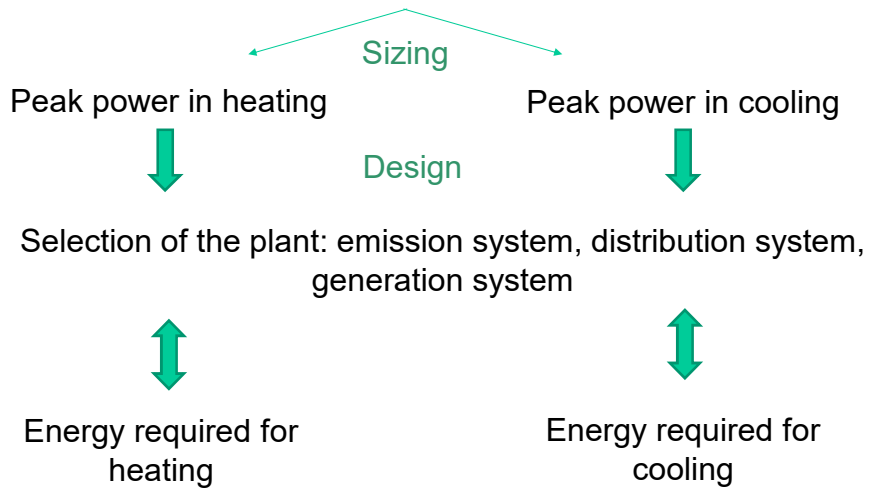 Sizing
Peak power in heating
Peak power in cooling
Design
Selection of the plant: emission system, distribution system,
generation system
Energy required for
heating
Energy required for
cooling